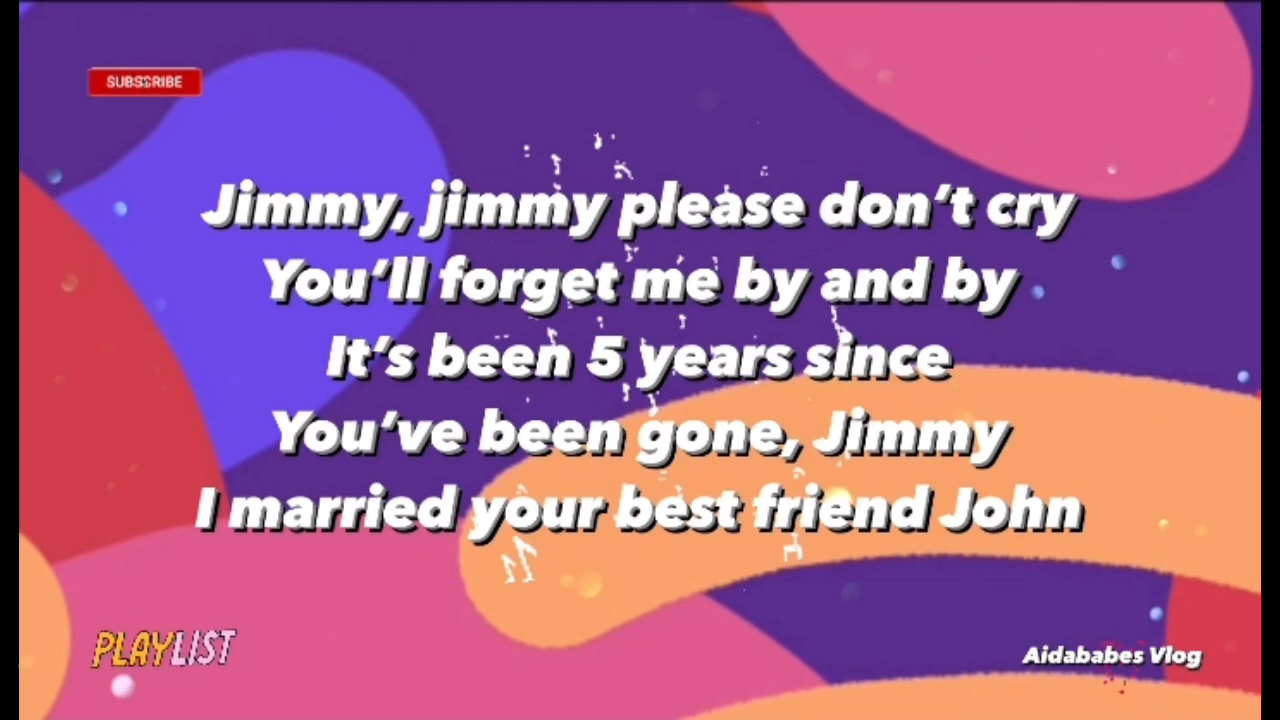 SUBSCRIBE
Jimmy, jimmy please don’t cry
You’ll forget me by and by
It’s been 5 years since
You’ve been gone, Jimmy
I married your best friend John
PLAYLIST
Aidababes Vlog